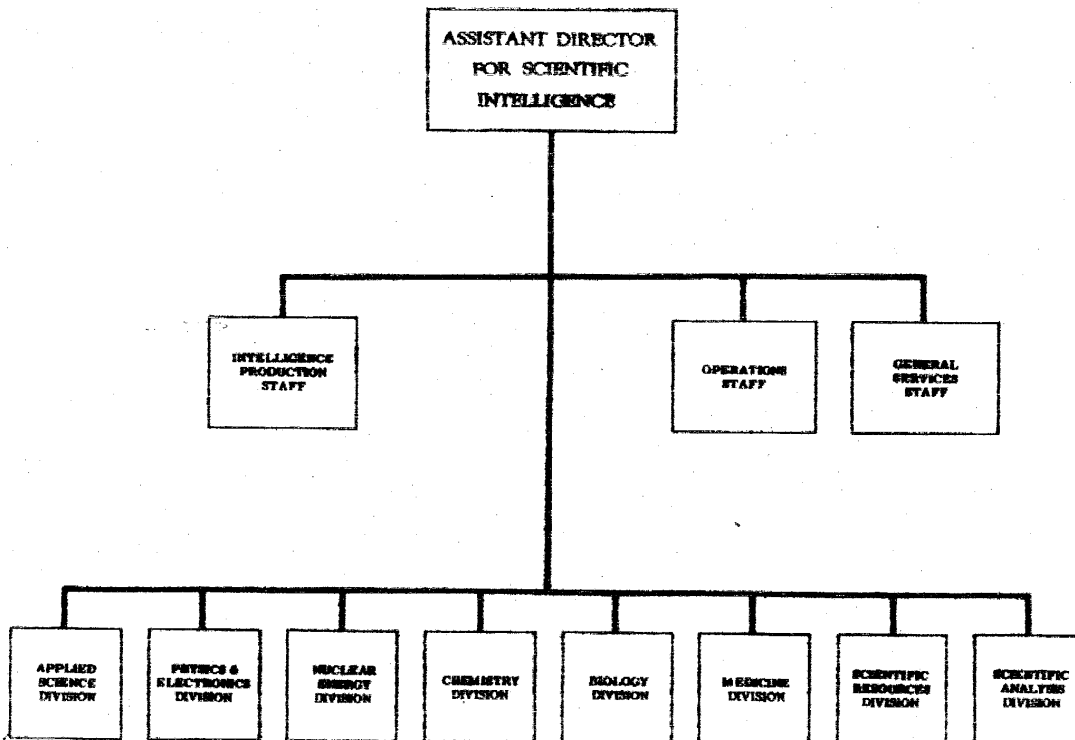 ASSISTANT DIRECTOR
FOR SCIENTIFIC
INTELLIGENCE
INTELLIGENCE
PRODUCTION
STAFF
OPERATIONS
STAFF
GENERAL
SERVICES
STAFF
APPLIED
SCIENCE
DIVISION
PHYSICS &
ELECTRONICS
DIVISION
NUCLEAR
ENERGY
DIVISION
CHEMISTRY
DIVISION
BIOLOGY
DIVISION
MEDICINE
DIVISION
SCIENTIFIC
RESOURCES
DIVISION
SCIENTIFIC
ANALYSIS
DIVISION